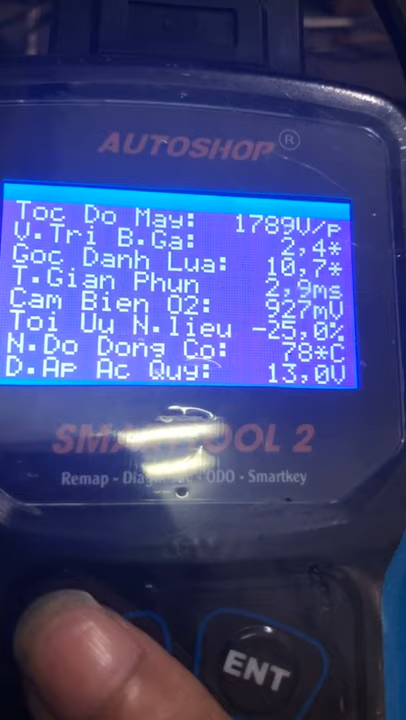 AUTOSHOP®
Toc Do May: 1789V/p
V.Tri B.Ga: 2,4*
Goc Danh Lua: 10,7*
T.Gian Phun 2,9ms
Cam Bien O2: 927mV
Toi Uu N.lieu -25,0%
N.Do Dong Co: 78*C
D.Ap Ac Quy: 13,0V
SMARTTOOL 2
Remap - Diag ODO - Smartkey
ENT